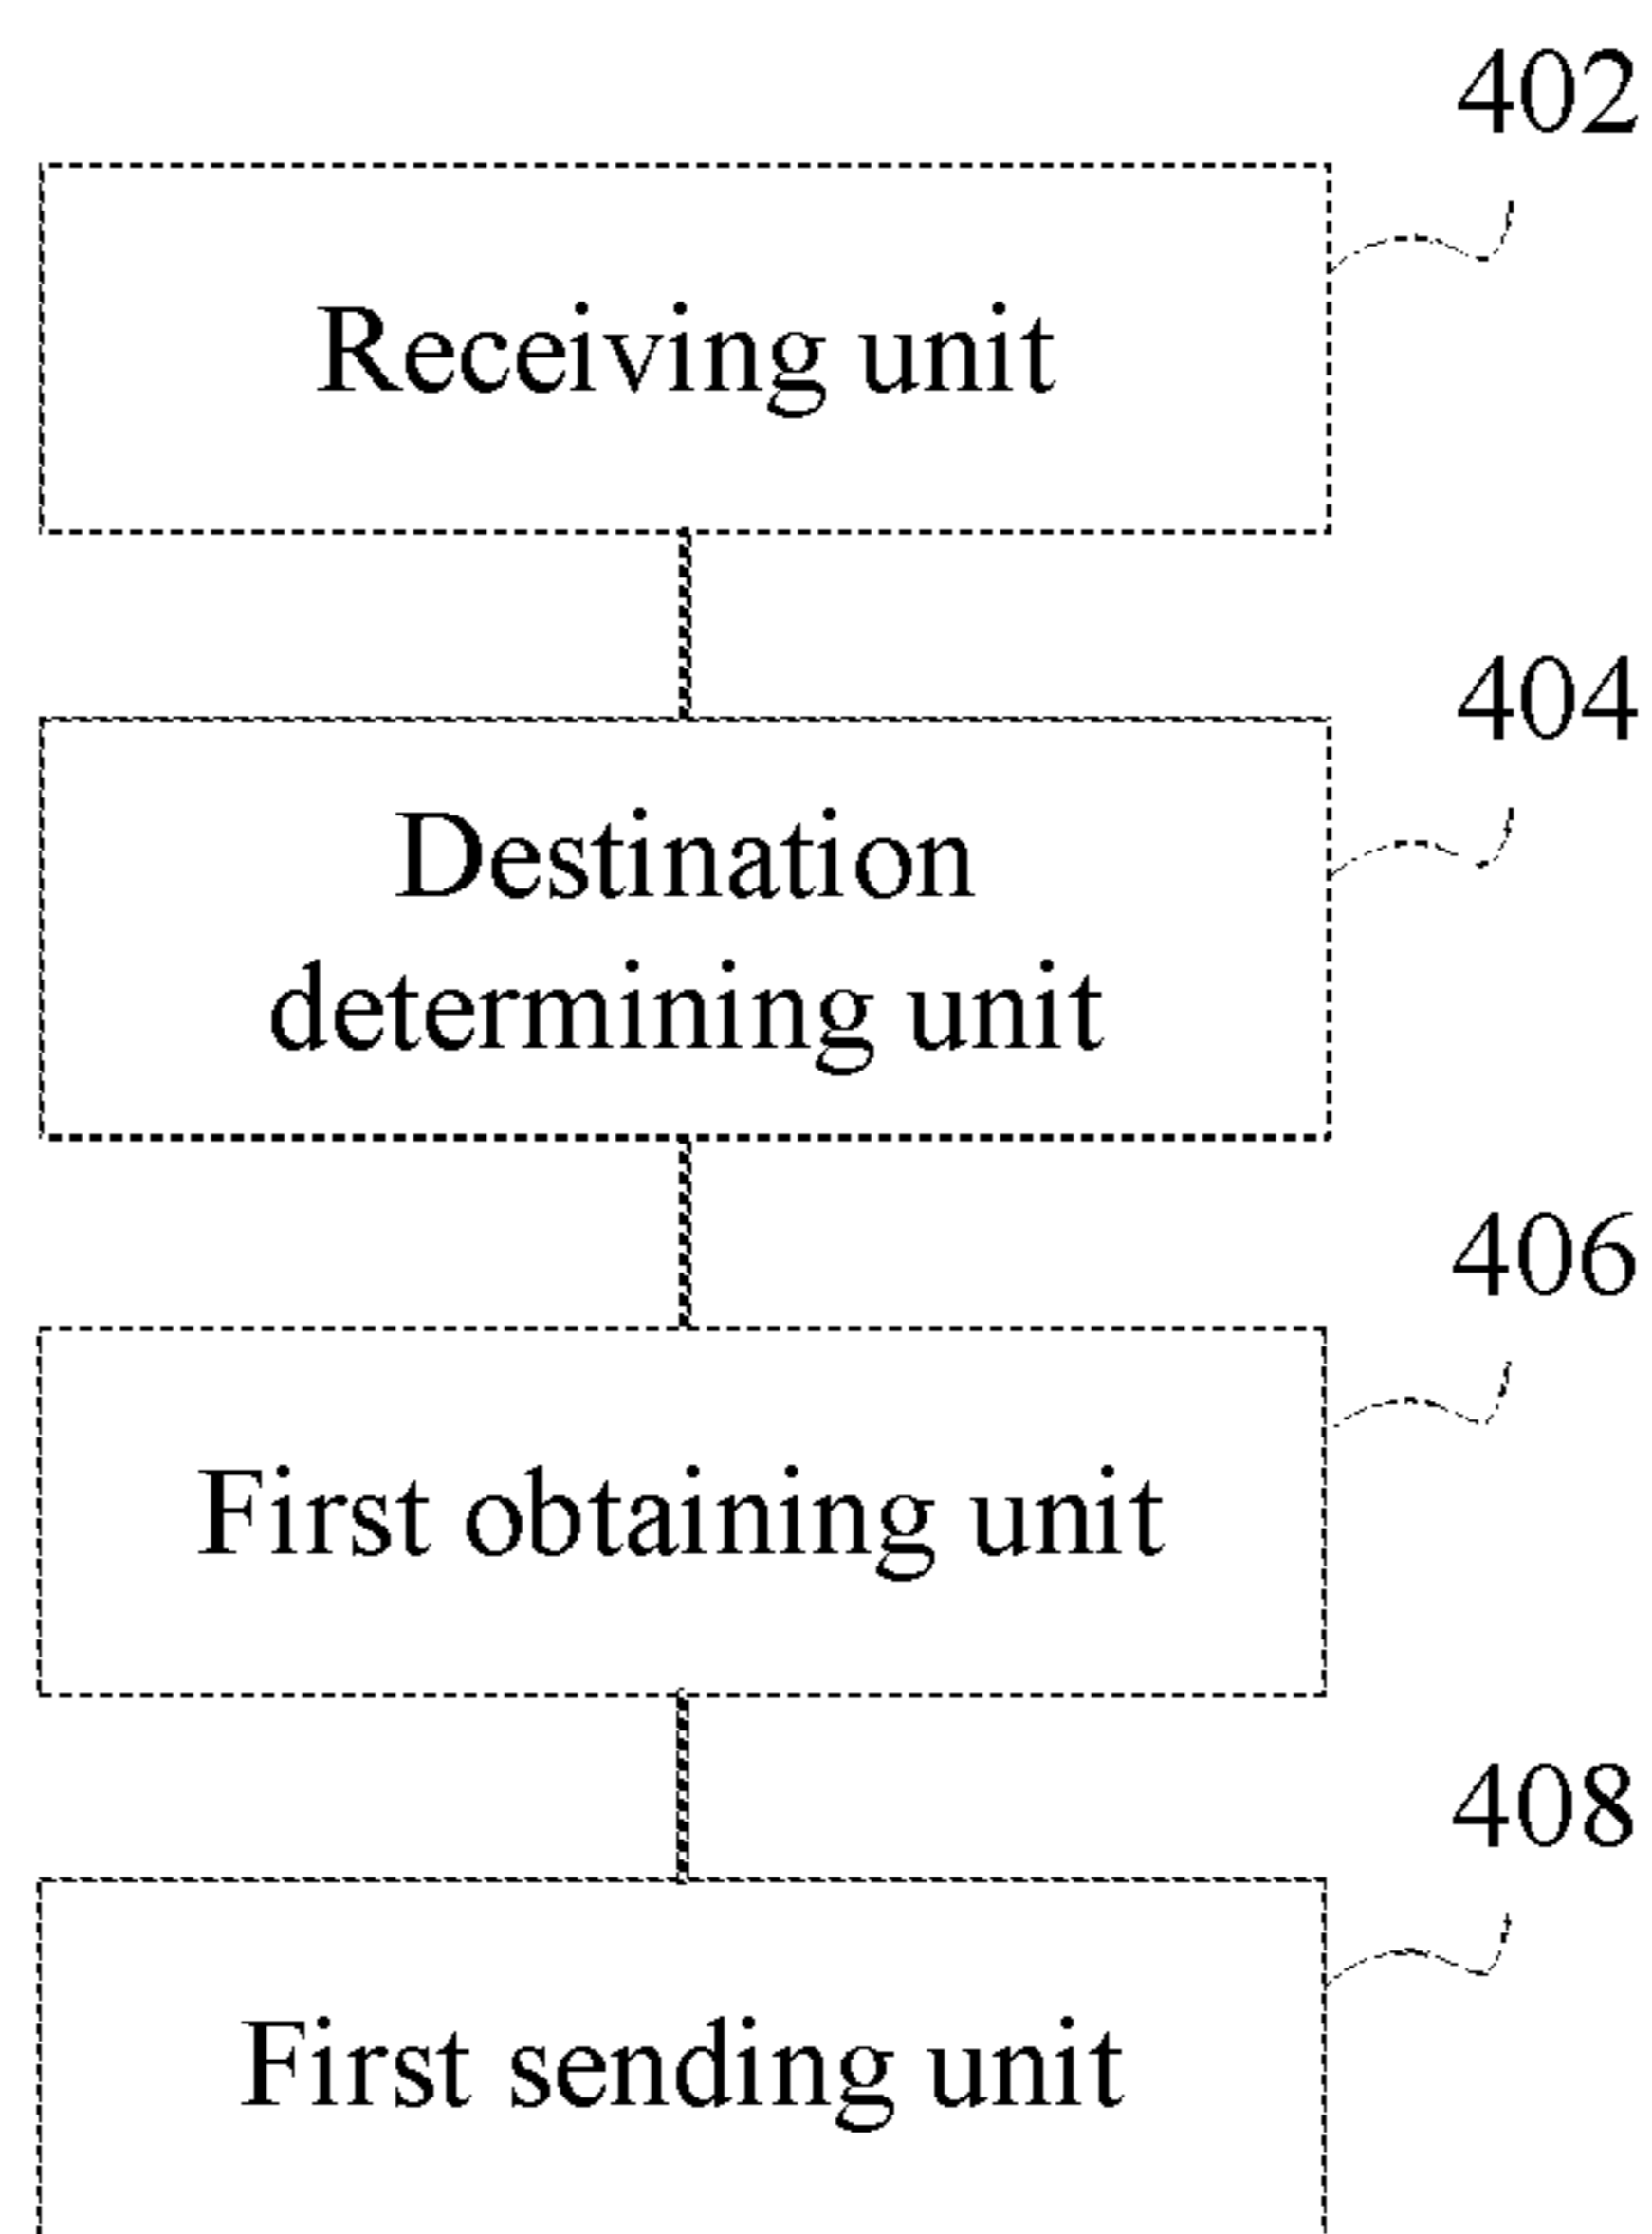 402
Receiving unit
404
Destination
determining unit
406
First obtaining unit
408
First sending unit